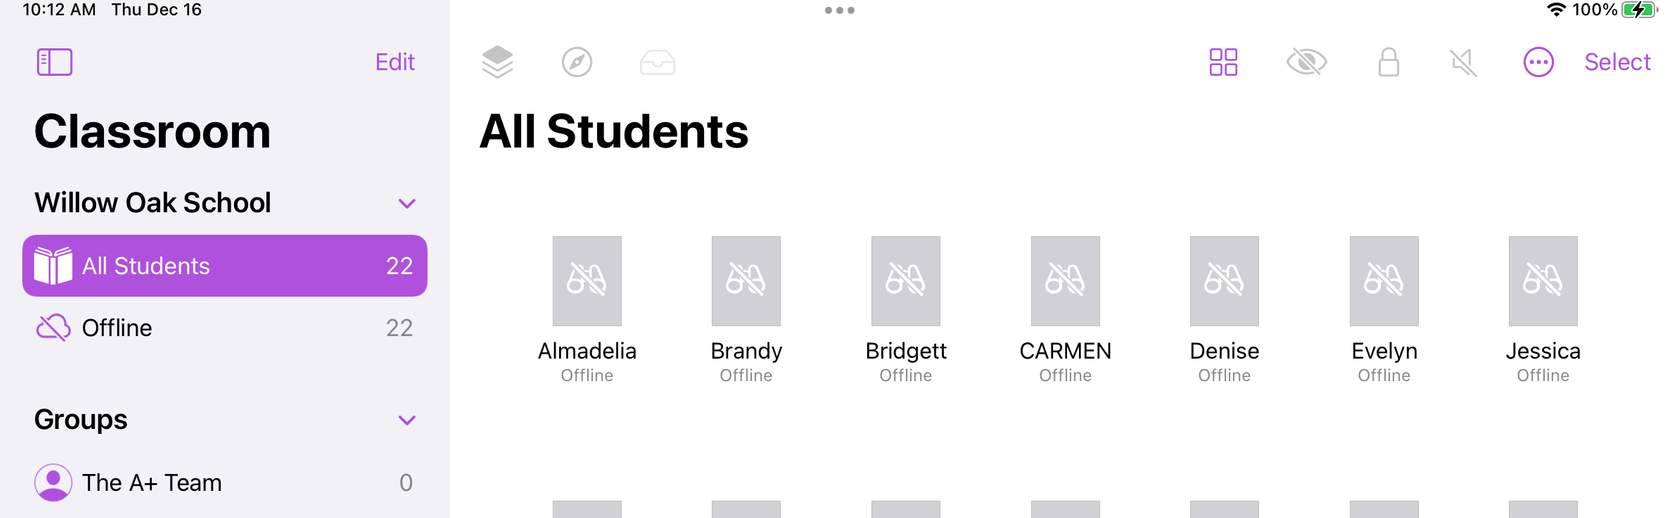 10:12 AM Thu Dec 16
100%
Edit
Select
Classroom
Willow Oak School
All Students 22
Offline 22
Groups
The A+ Team 0
All Students
Almadelia Brandy Bridgett CARMEN Denise Evelyn Jessica
Offline Offline Offline Offline Offline Offline Offline